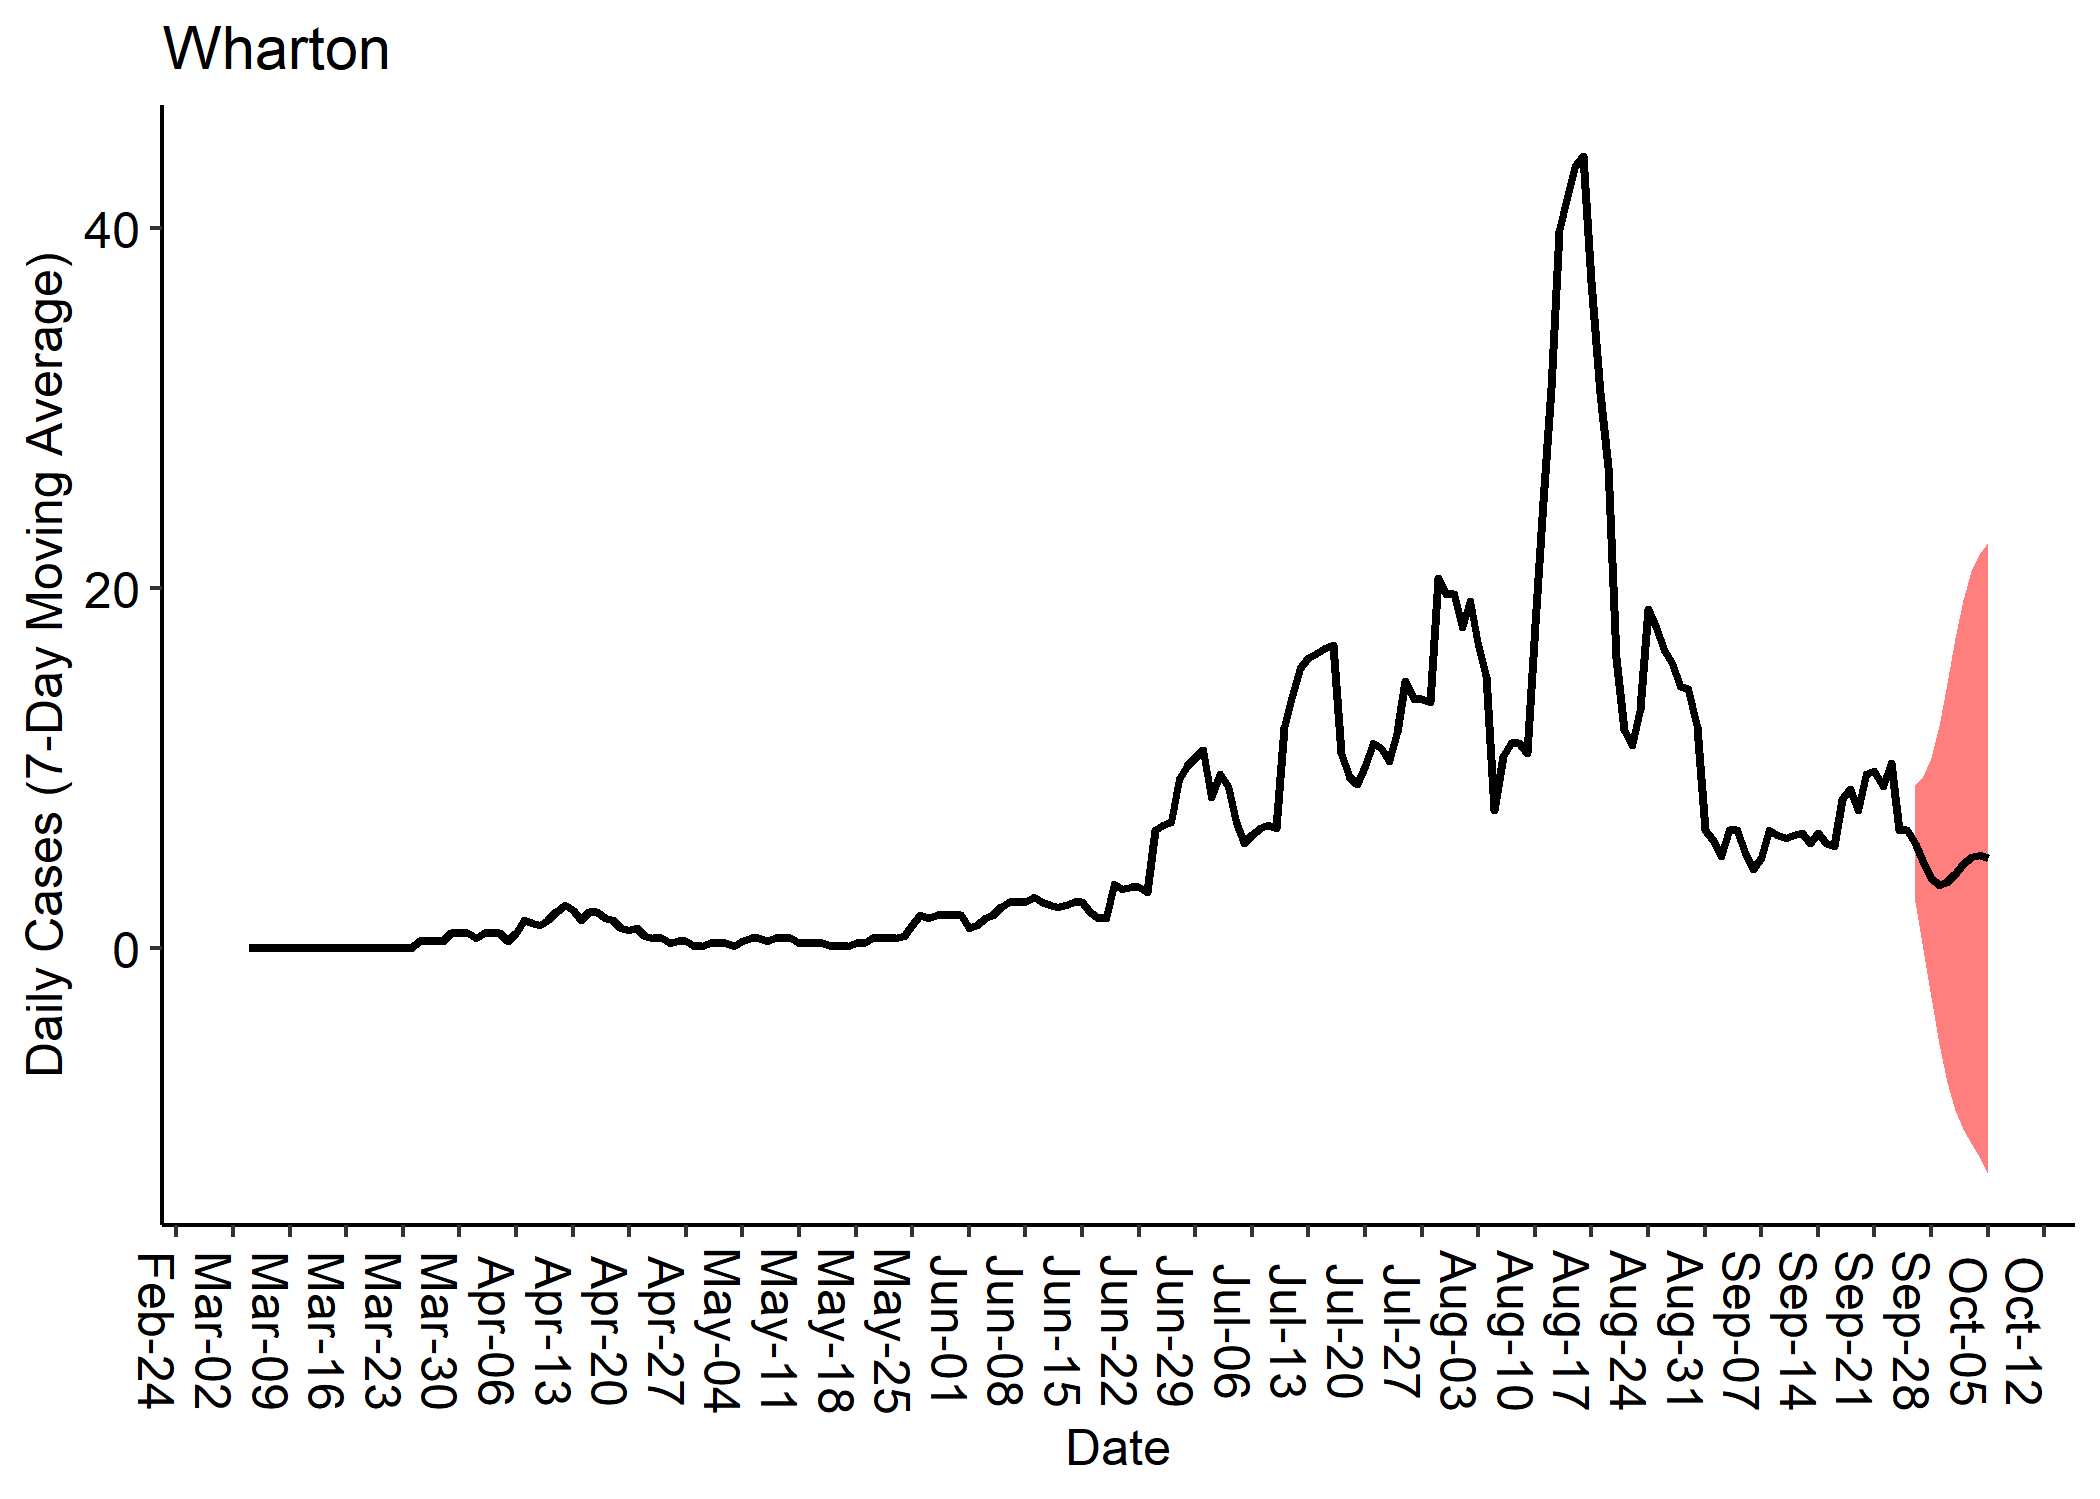 Wharton
Daily Cases (7-Day Moving Average)
40
20
0
Feb-24
Mar-02
Mar-09
Mar-16
Mar-23
Mar-30
Apr-06
Apr-13
Apr-20
Apr-27
May-04
May-11
May-18
May-25
Jun-01
Jun-08
Jun-15
Jun-22
Jun-29
Jul-06
Jul-13
Jul-20
Jul-27
Aug-03
Aug-10
Aug-17
Aug-24
Aug-31
Sep-07
Sep-14
Sep-21
Sep-28
Oct-05
Oct-12
Date